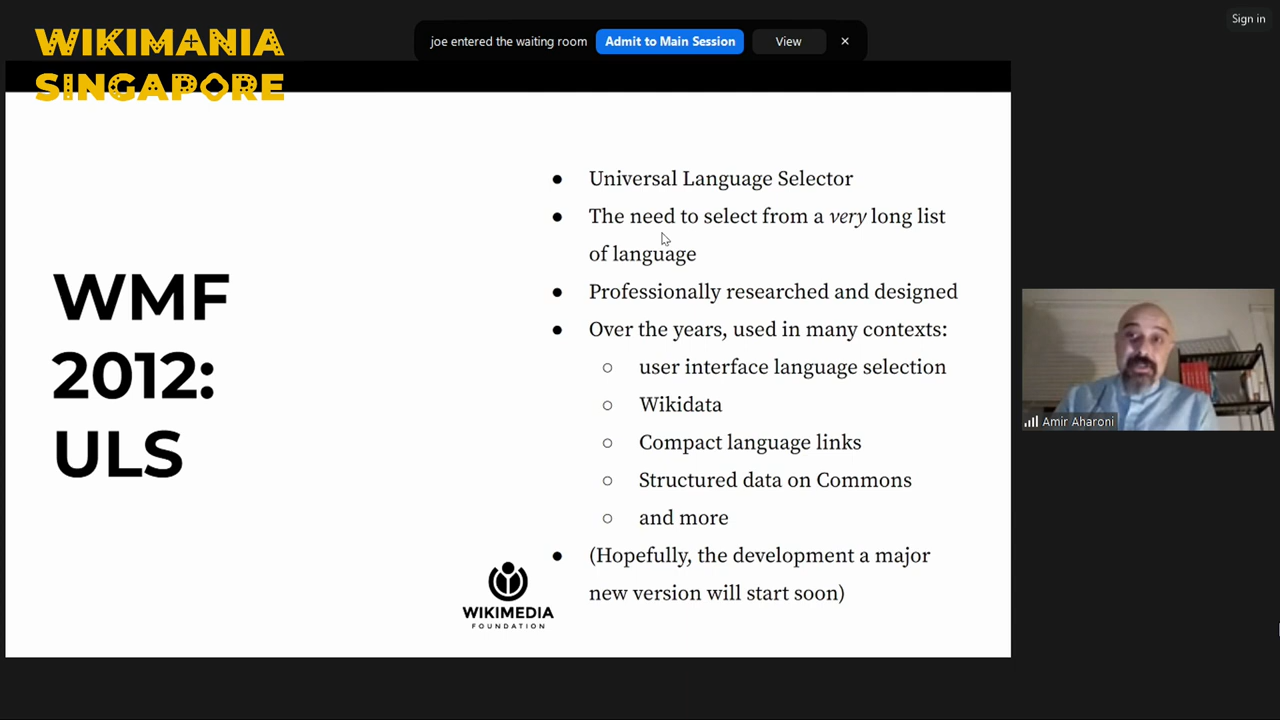 Sign in
WIKIMANIA
SINGAPORE
joe entered the waiting room
Admit to Main Session
View
WMF
2012:
ULS
● Universal Language Selector
● The need to select from a very long list
of language
● Professionally researched and designed
● Over the years, used in many contexts:
○ user interface language selection
○ Wikidata
○ Compact language links
○ Structured data on Commons
○ and more
● (Hopefully, the development a major
new version will start soon)
WIKIMEDIA
FOUNDATION
Amir Aharoni